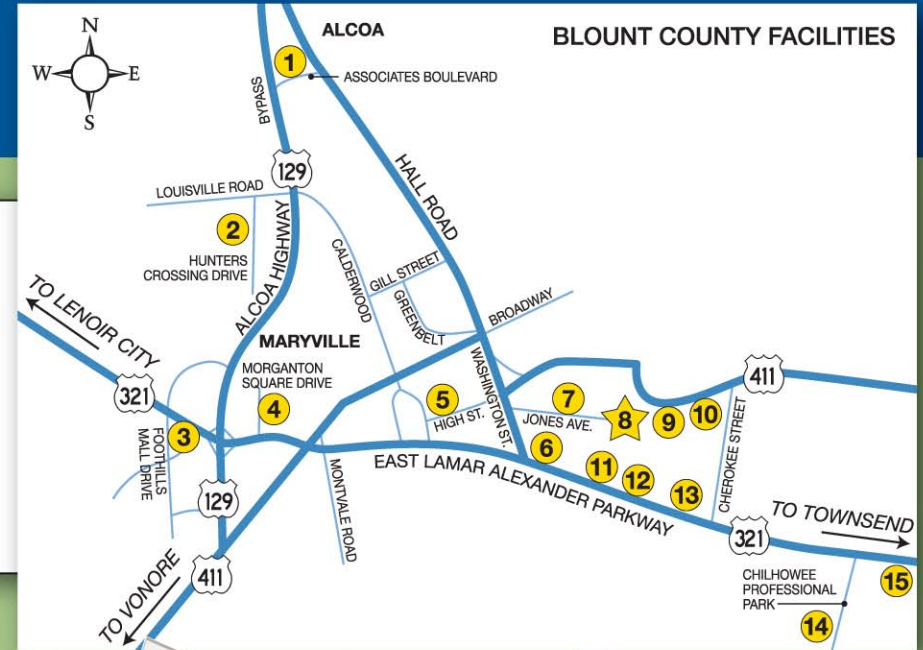 BLOUNT COUNTY FACILITIES
N
W E
S
ALCOA
1
ASSOCIATES BOULEVARD
BYPASS
129
HALL ROAD
LOUISVILLE ROAD
2
HUNTERS
CROSSING DRIVE
ALCOA HIGHWAY
CALDERWOOD
GILL STREET
GREENBELT
BROADWAY
TO LENOIR CITY
321
MARYVILLE
MORGANTON
SQUARE DRIVE
4
3
FOOTHILLS
MALL DRIVE
WASHINGTON ST.
5
HIGH ST.
7
JONES AVE.
8
9
10
411
CHEROKEE STREET
6
11
12
13
EAST LAMAR ALEXANDER PARKWAY
MONTVALE ROAD
129
411
TO VONORE
321
TO TOWNSEND
CHILHOWEE
PROFESSIONAL
PARK
14
15